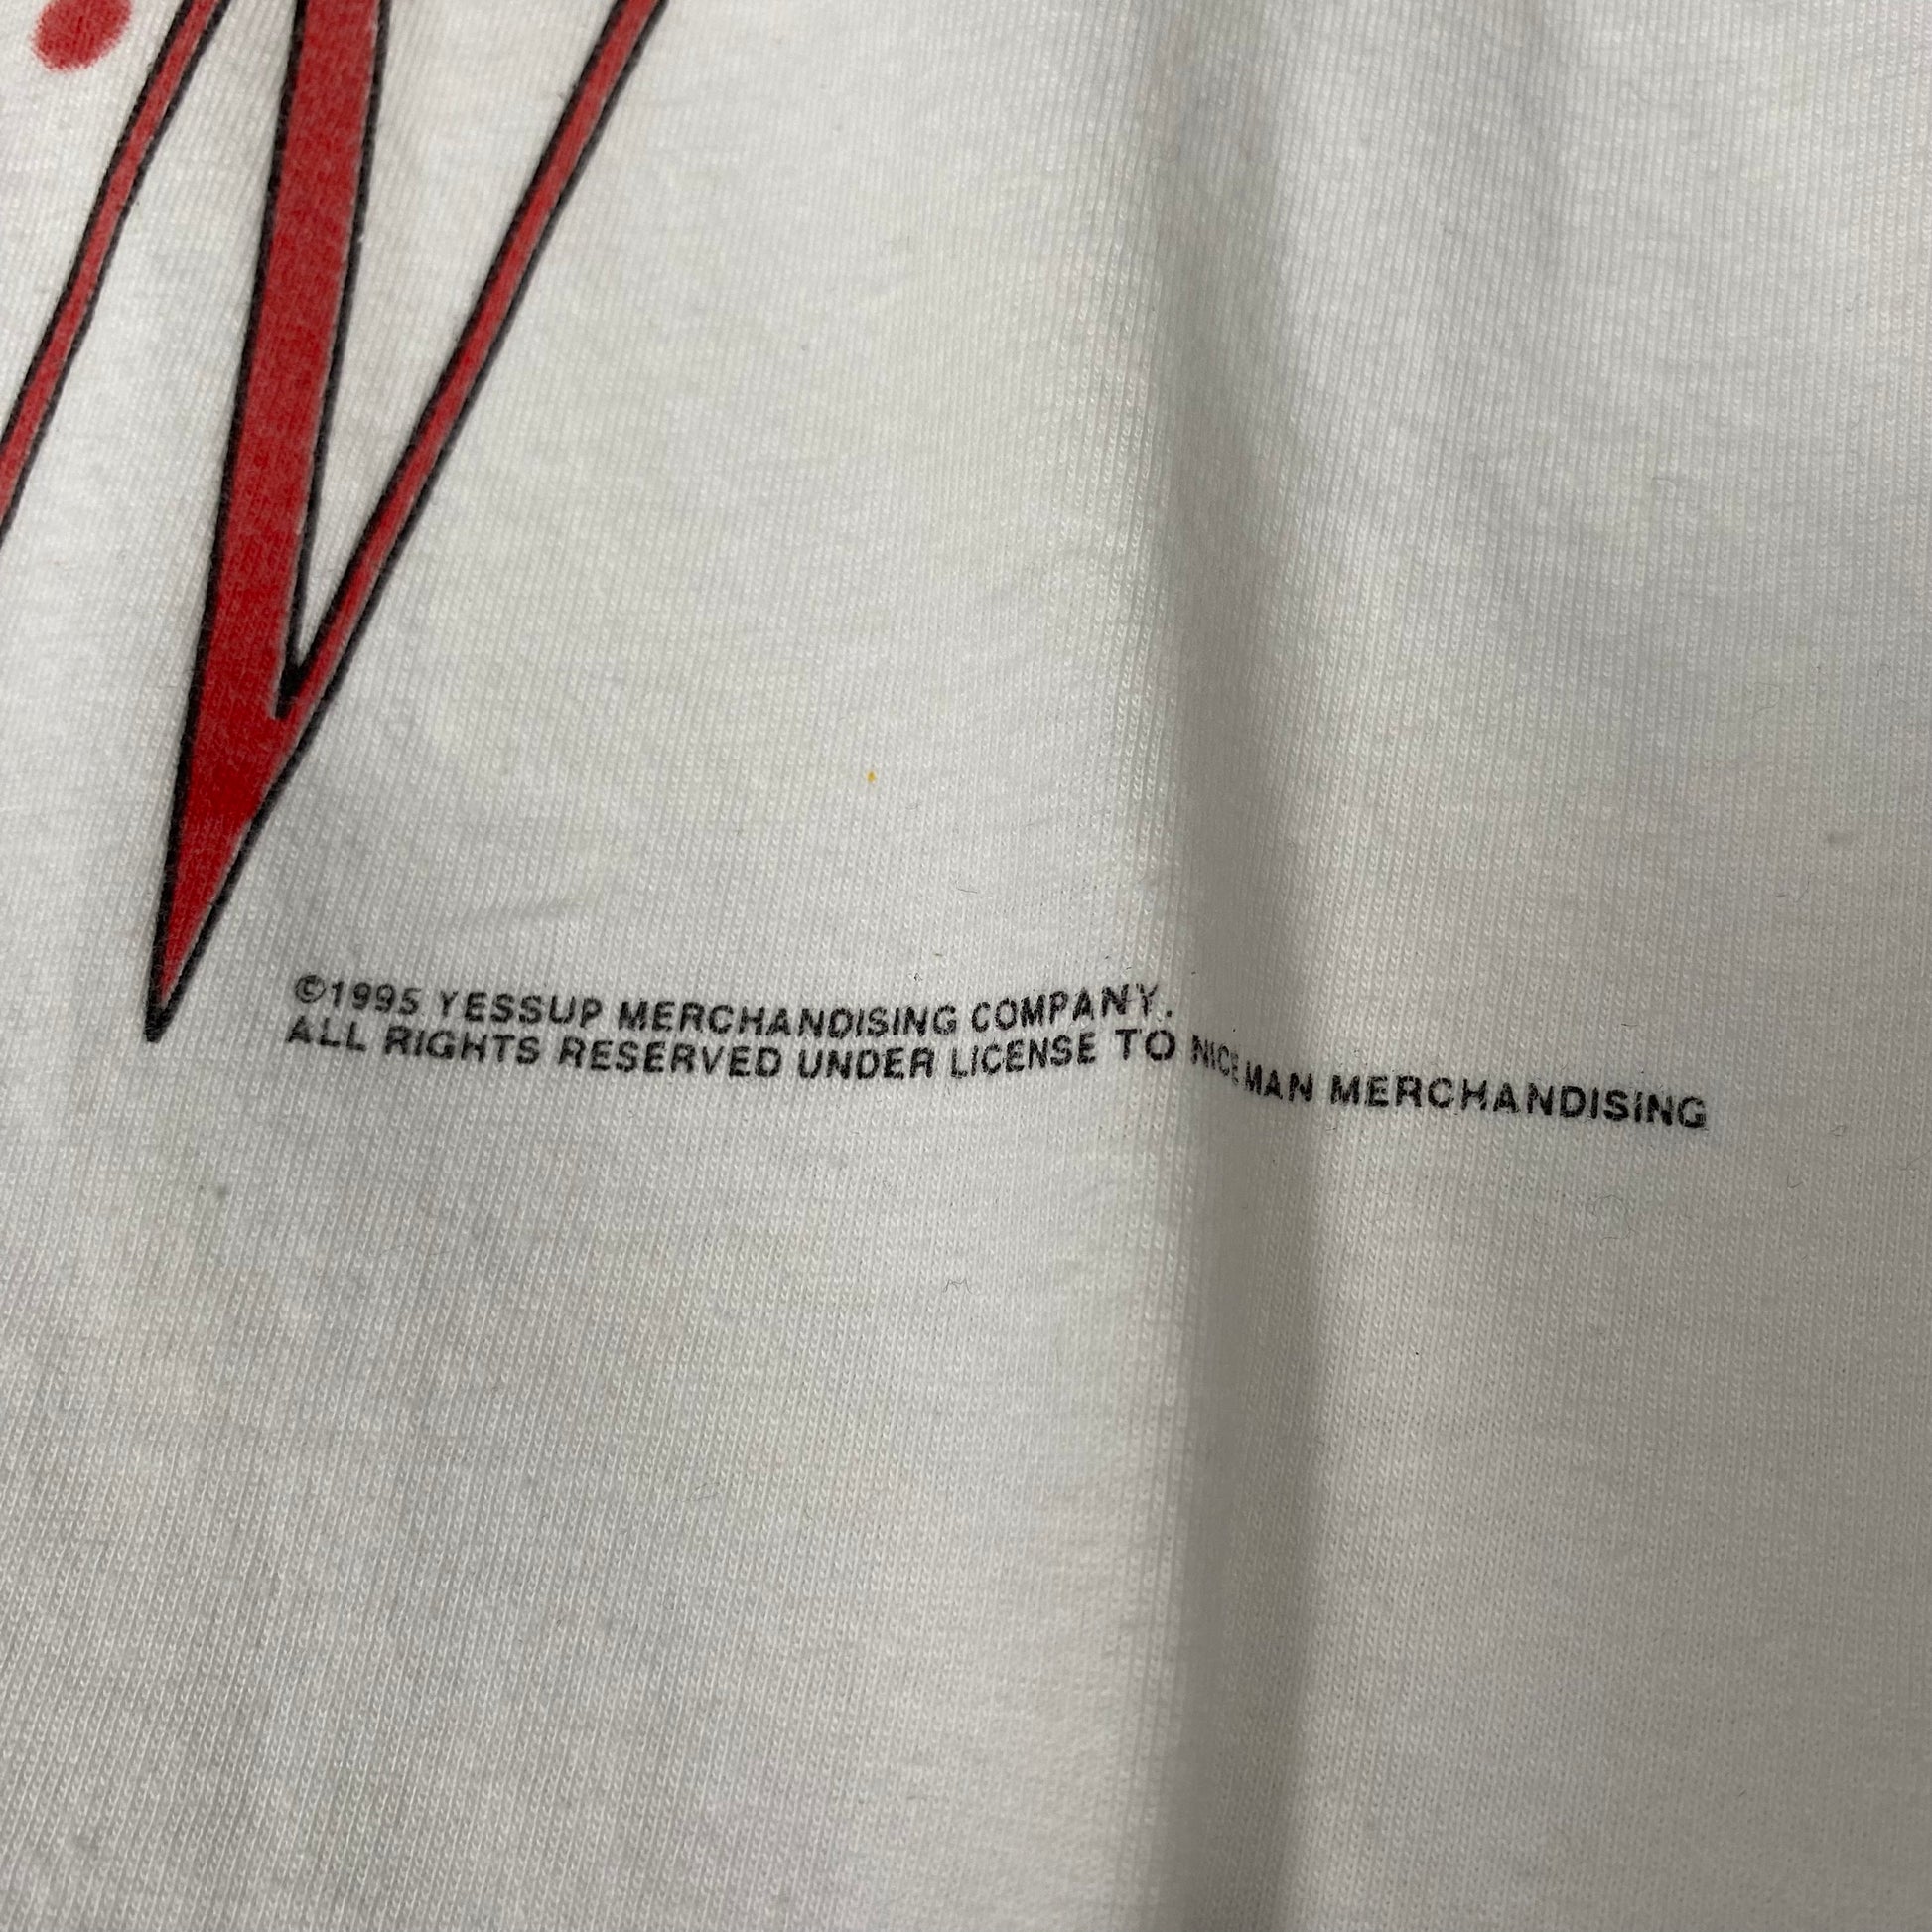 ©1995 YESSUP MERCHANDISING COMPANY.
ALL RIGHTS RESERVED UNDER LICENSE TO NICE MAN MERCHANDISING